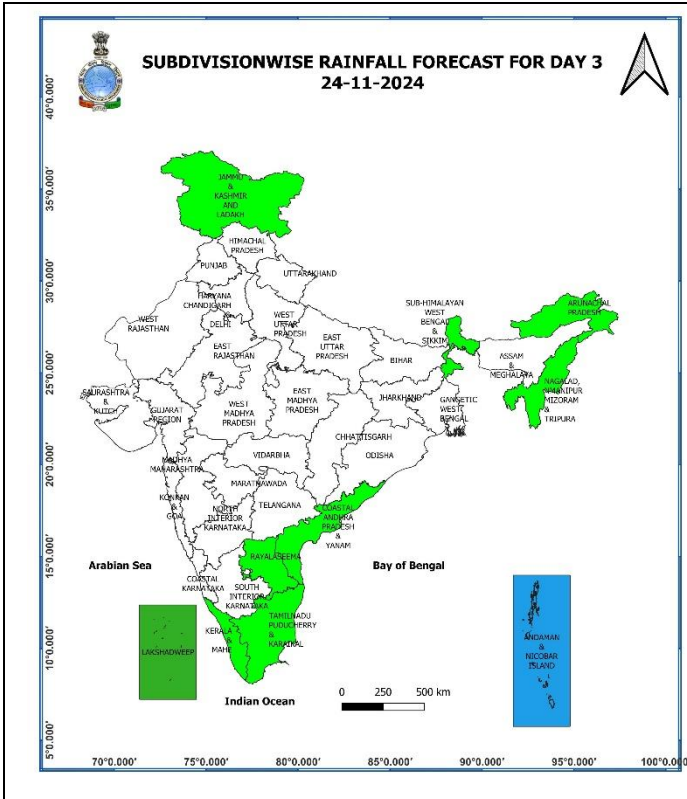 SUBDIVISIONWISE RAINFALL FORECAST FOR DAY 3
24-11-2024
40°0.000'
35°0.000'
30°0.000'
25°0.000'
20°0.000'
15°0.000'
10°0.000'
5°0.000'
JAMMU
&
KASHMIR
AND
LADAKH
HIMACHAL
PRADESH
PUNJAB
UTTARAKHAND
HARYANA
CHANDIGARH
&
DELHI
WEST
RAJASTHAN
WEST
UTTAR
PRADESH
EAST
RAJASTHAN
EAST
UTTAR
PRADESH
SUB-HIMALAYAN
WEST
BENGAL
&
SIKKIM
ARUNACHAL
PRADESH
BIHAR
ASSAM
&
MEGHALAYA
NAGALAD,
MANIPUR
MIZORAM
&
TRIPURA
SAURASHTRA
&
KUTCH
GUJARAT
REGION
WEST
MADHYA
PRADESH
EAST
MADHYA
PRADESH
JHARKHAND
GANGETIC
WEST
BENGAL
CHHATTISGARH
ODISHA
VIDARBHA
MADHYA
MAHARASHTRA
MARATHAWADA
KONKAN
&
GOA
NORTH
INTERIOR
KARNATAKA
TELANGANA
COASTAL
ANDHRA
PRADESH
&
YANAM
RAYALASEEMA
Arabian Sea
Bay of Bengal
COASTAL
KARNATAKA
SOUTH
INTERIOR
KARNATAKA
TAMILNADU
PUDUCHERRY
&
KARAIKAL
KERALA
&
MAHE
LAKSHADWEEP
ANDAMAN
&
NICOBAR
ISLAND
Indian Ocean
0 250 500 km
70°0.000' 75°0.000' 80°0.000' 85°0.000' 90°0.000' 95°0.000' 100°0.000'